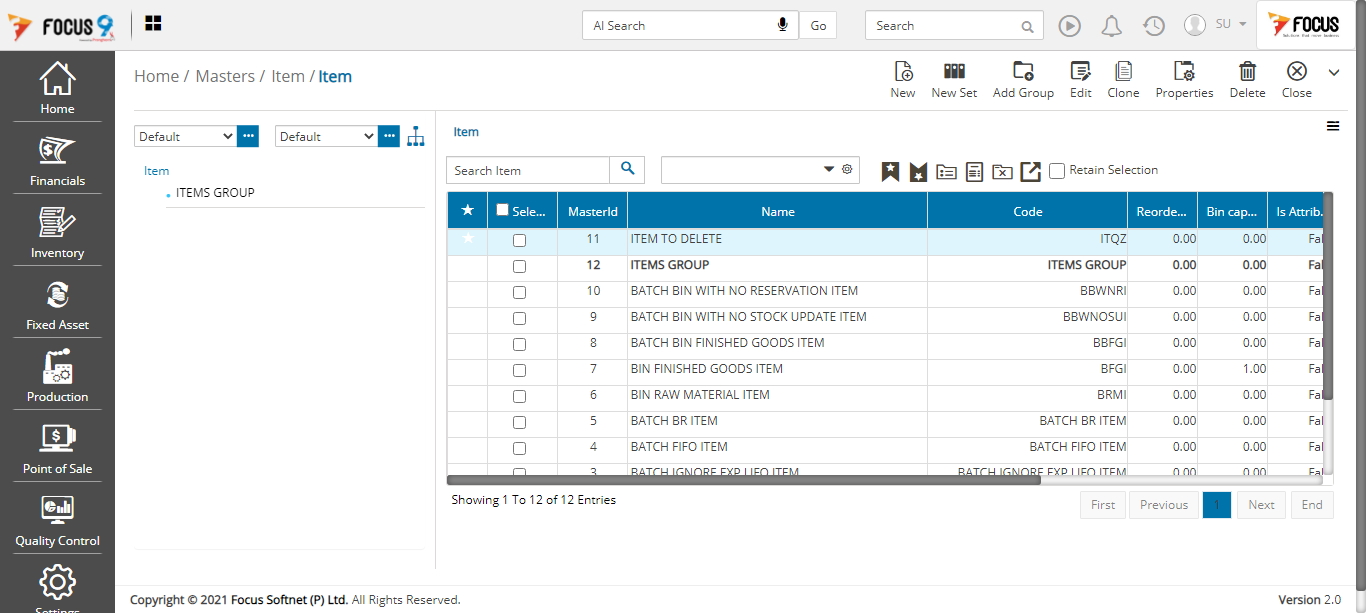 FOCUS 9
AI Search
Go
Search
SU
FOCUS
Home / Masters / Item / Item
New
New Set
Add Group
Edit
Clone
Properties
Delete
Close
Home
Financials
Inventory
Fixed Asset
Production
Point of Sale
Quality Control
Settings
Default
Default
Item
ITEMS GROUP
Item
Search Item
Retain Selection
Sele... MasterId Name Code Reorde... Bin cap... Is Attrib.
11 ITEM TO DELETE ITQZ 0.00 0.00 Fal
12 ITEMS GROUP ITEMS GROUP 0.00 0.00 Fal
10 BATCH BIN WITH NO RESERVATION ITEM BBWNRI 0.00 0.00 Fal
9 BATCH BIN WITH NO STOCK UPDATE ITEM BBWNOSUI 0.00 0.00 Fal
8 BATCH BIN FINISHED GOODS ITEM BBFGI 0.00 0.00 Fal
7 BIN FINISHED GOODS ITEM BFGI 0.00 1.00 Fal
6 BIN RAW MATERIAL ITEM BRMI 0.00 0.00 Fal
5 BATCH BR ITEM BATCH BR ITEM 0.00 0.00 Fal
4 BATCH FIFO ITEM BATCH FIFO ITEM 0.00 0.00 Fal
3 BATCH IGNORE EXP LIFO ITEM BATCH IGNORE EXP LIFO ITEM 0.00 0.00 Fal
Showing 1 To 12 of 12 Entries
First
Previous
1
Next
End
Copyright © 2021 Focus Softnet (P) Ltd. All Rights Reserved.
Version 2.0